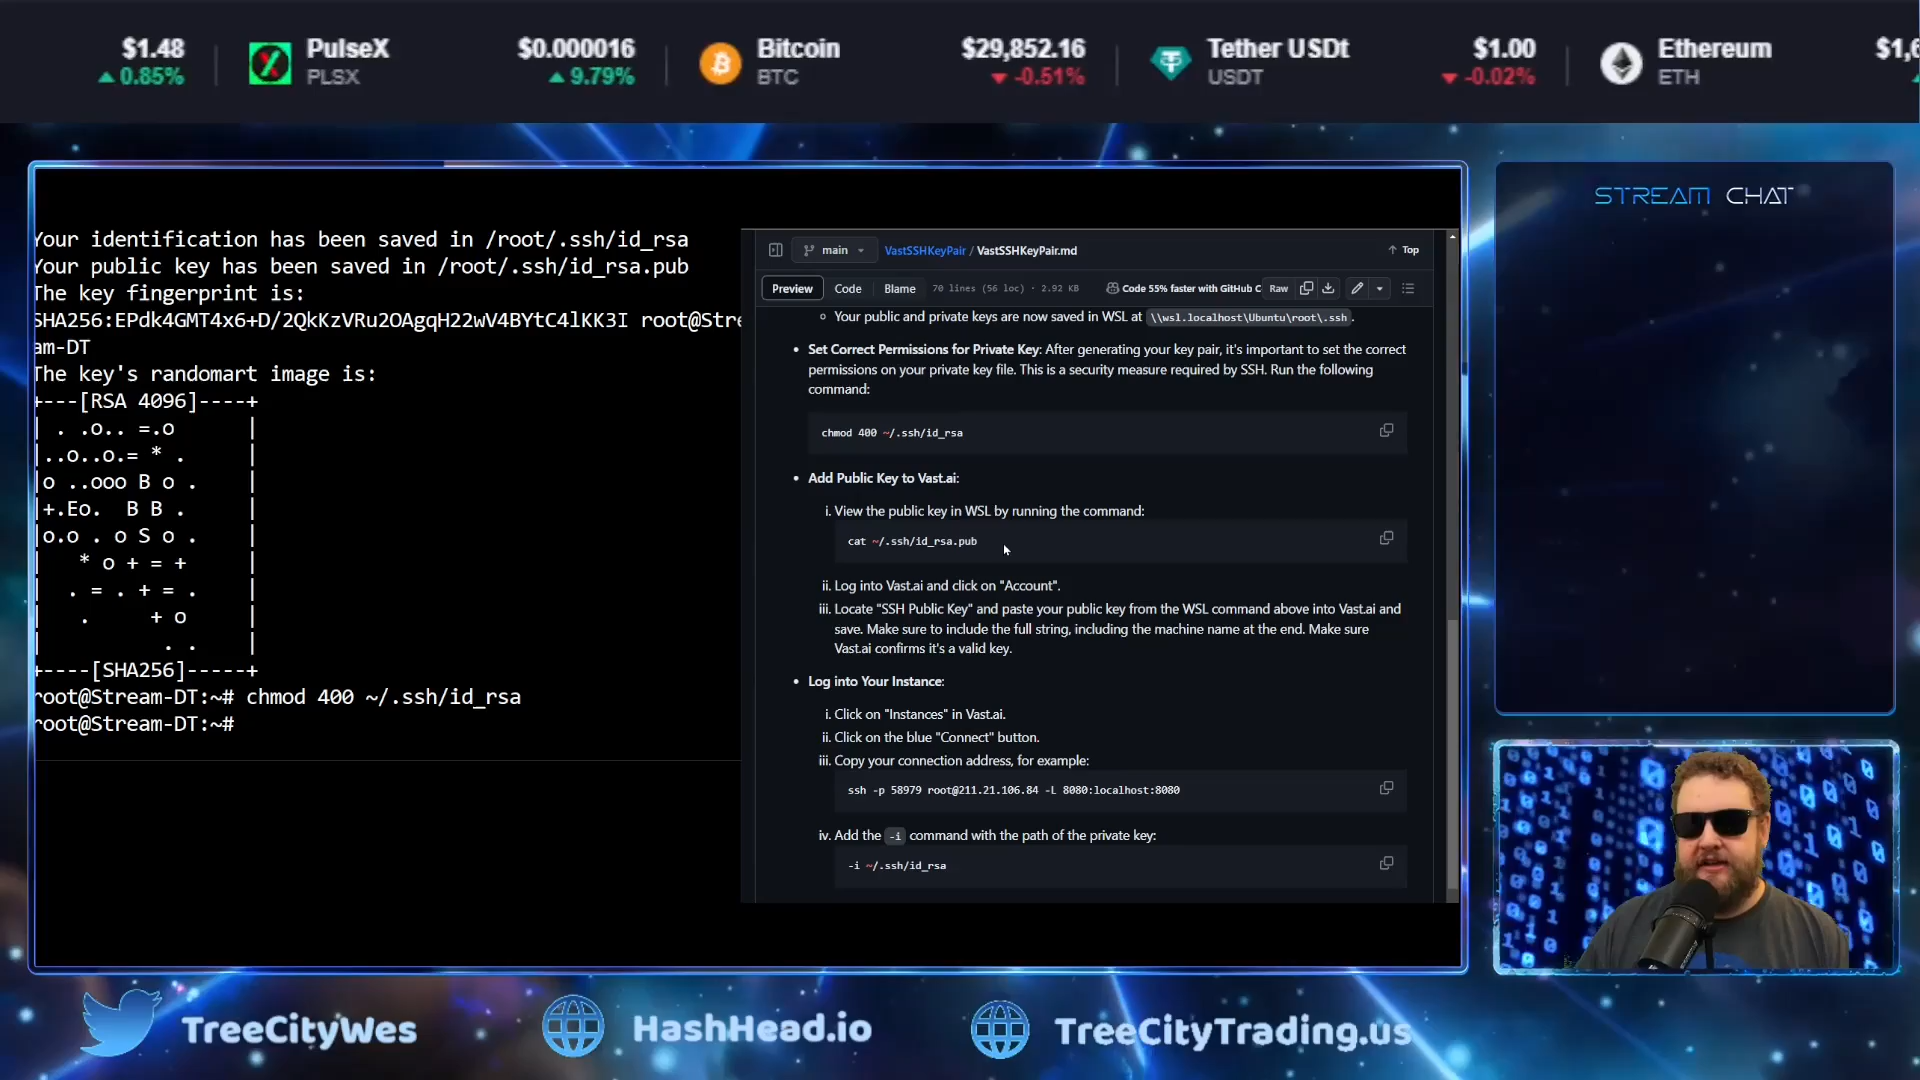 $1.48
0.85%
PulseX
PLSX
$0.000016
9.79%
Bitcoin
BTC
$29,852.16
-0.51%
Tether USDt
USDT
$1.00
-0.02%
Ethereum
ETH
STREAM CHAT
Your identification has been saved in /root/.ssh/id_rsa
Your public key has been saved in /root/.ssh/id_rsa.pub
The key fingerprint is:
SHA256:EPdk4GMT4x6+D/2QkKzVRu2OAgqH22wV4BYtC4lKK3I root@Stre
am-DT
The key's randomart image is:
+---[RSA 4096]----+
| . .o.. =.o |
|..o..o.= * . |
|o ..ooo B o . |
|+.Eo. B B . |
|o.o . o S o . |
| * o + = + |
| . = . + = . |
| . + o |
| . . |
+----[SHA256]-----+
root@Stream-DT:~# chmod 400 ~/.ssh/id_rsa
root@Stream-DT:~#
main
VastSSHKeyPair / VastSSHKeyPair.md
Top
Preview
Code
Blame
70 lines (56 loc) · 2.92 KB
Code 55% faster with GitHub C
Raw
Your public and private keys are now saved in WSL at \\wsl.localhost\Ubuntu\root\.ssh.
• Set Correct Permissions for Private Key: After generating your key pair, it's important to set the correct
permissions on your private key file. This is a security measure required by SSH. Run the following
command:
chmod 400 ~/.ssh/id_rsa
• Add Public Key to Vast.ai:
i. View the public key in WSL by running the command:
cat ~/.ssh/id_rsa.pub
ii. Log into Vast.ai and click on "Account".
iii. Locate "SSH Public Key" and paste your public key from the WSL command above into Vast.ai and
save. Make sure to include the full string, including the machine name at the end. Make sure
Vast.ai confirms it's a valid key.
• Log into Your Instance:
i. Click on "Instances" in Vast.ai.
ii. Click on the blue "Connect" button.
iii. Copy your connection address, for example:
ssh -p 58979 root@211.21.106.84 -L 8080:localhost:8080
iv. Add the -i command with the path of the private key:
-i ~/.ssh/id_rsa
TreeCityWes
HashHead.io
TreeCityTrading.us